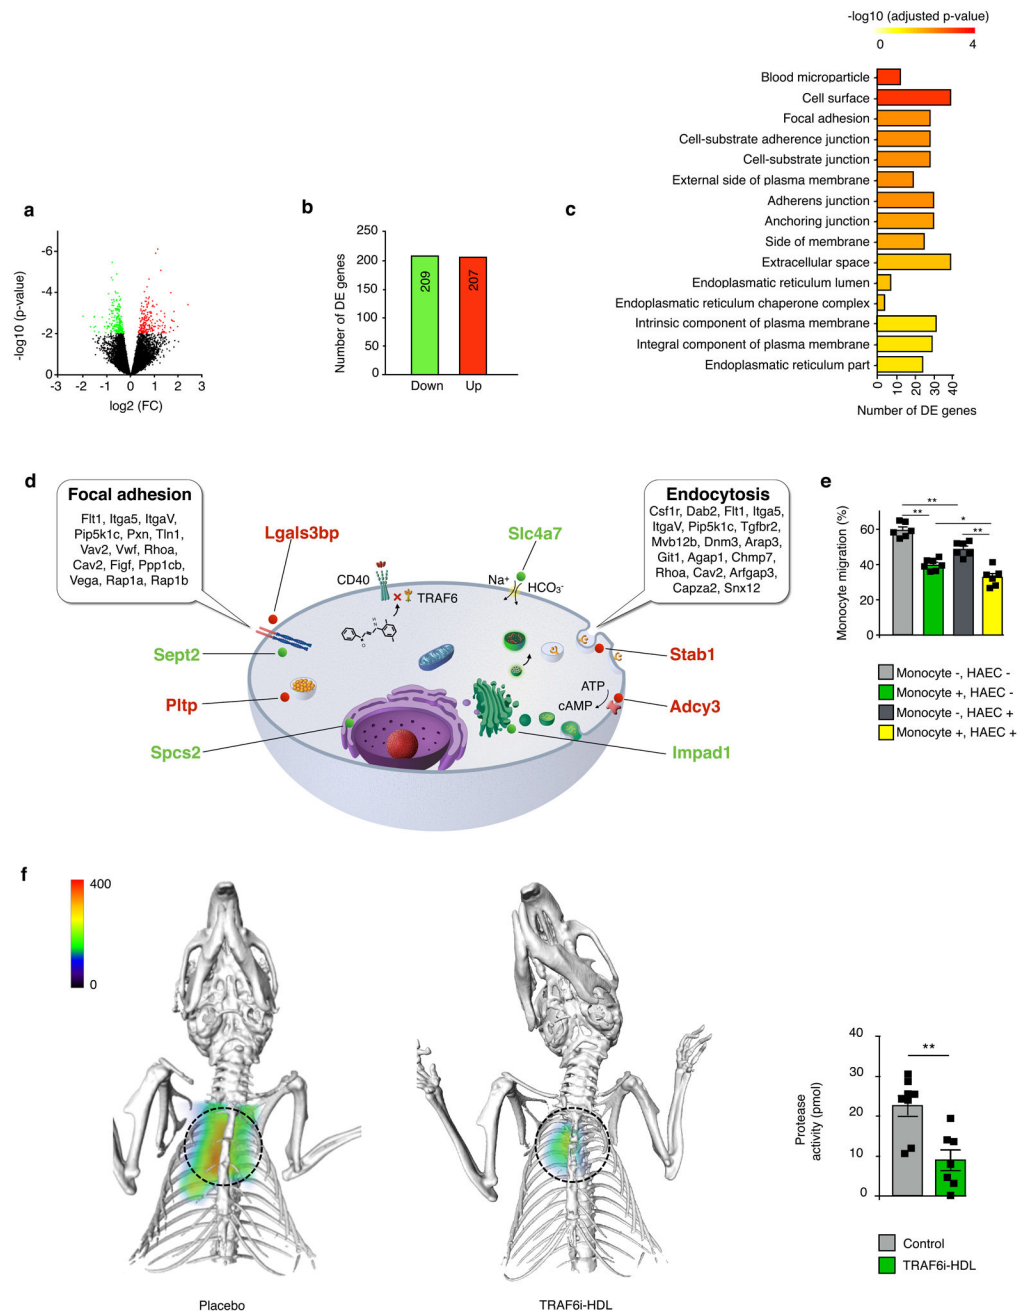 -log10 (adjusted p-value)
0
4
Blood microparticle
Cell surface
Focal adhesion
Cell-substrate adherence junction
Cell-substrate junction
External side of plasma membrane
Adherens junction
Anchoring junction
Side of membrane
Extracellular space
Endoplasmatic reticulum lumen
Endoplasmatic reticulum chaperone complex
Intrinsic component of plasma membrane
Integral component of plasma membrane
Endoplasmatic reticulum part
0
10
20
30
40
Number of DE genes
a
-log10 (p-value)
-6
-4
-2
0
-3
-2
-1
0
1
2
3
log2 (FC)
b
Number of DE genes
250
200
150
100
50
0
209
207
Down
Up
c
d
Focal adhesion
Flt1, Itga5, ItgaV,
Pip5k1c, Pxn, Tln1,
Vav2, Vwf, Rhoa,
Cav2, Figf, Ppp1cb,
Vega, Rap1a, Rap1b
Endocytosis
Csf1r, Dab2, Flt1, Itga5,
ItgaV, Pip5k1c, Tgfbr2,
Mvb12b, Dnm3, Arap3,
Git1, Agap1, Chmp7,
Rhoa, Cav2, Arfgap3,
Capza2, Snx12
Lgals3bp
Slc4a7
CD40
TRAF6
Na+
HCO3-
H
N
O
Sept2
Stab1
Pltp
ATP
cAMP
Adcy3
Spcs2
Impad1
e
Monocyte migration (%)
60
40
20
0
**
**
*
**
Monocyte -, HAEC -
Monocyte +, HAEC -
Monocyte -, HAEC +
Monocyte +, HAEC +
f
400
0
Placebo
TRAF6i-HDL
Protease
activity (pmol)
40
30
20
10
0
**
Control
TRAF6i-HDL